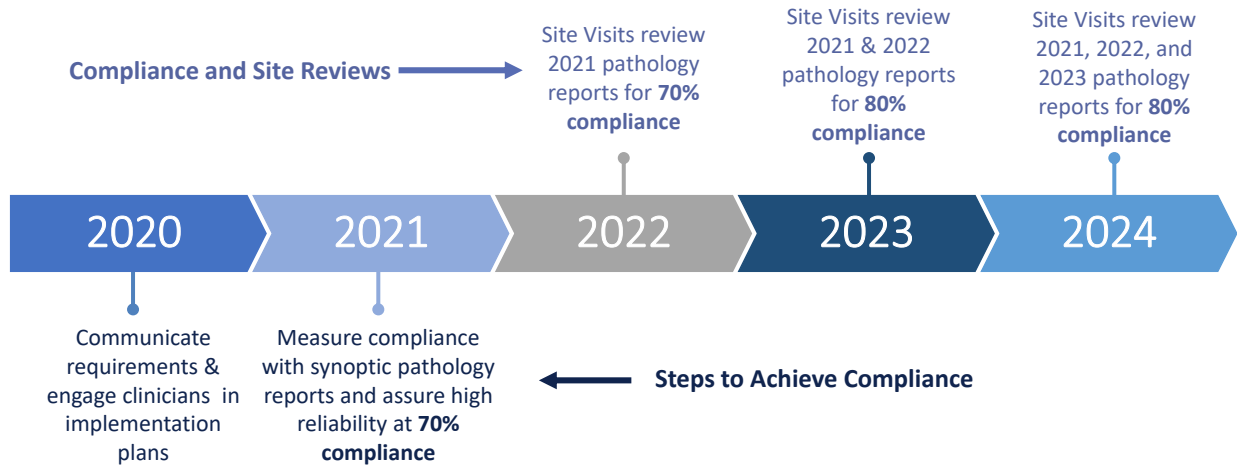 Compliance and Site Reviews
Site Visits review
2021 pathology
reports for 70%
compliance
Site Visits review
2021 & 2022
pathology reports
for 80%
compliance
Site Visits review
2021, 2022, and
2023 pathology
reports for 80%
compliance
2020
2021
2022
2023
2024
Communicate
requirements &
engage clinicians in
implementation
plans
Measure compliance
with synoptic pathology
reports and assure high
reliability at 70%
compliance
Steps to Achieve Compliance